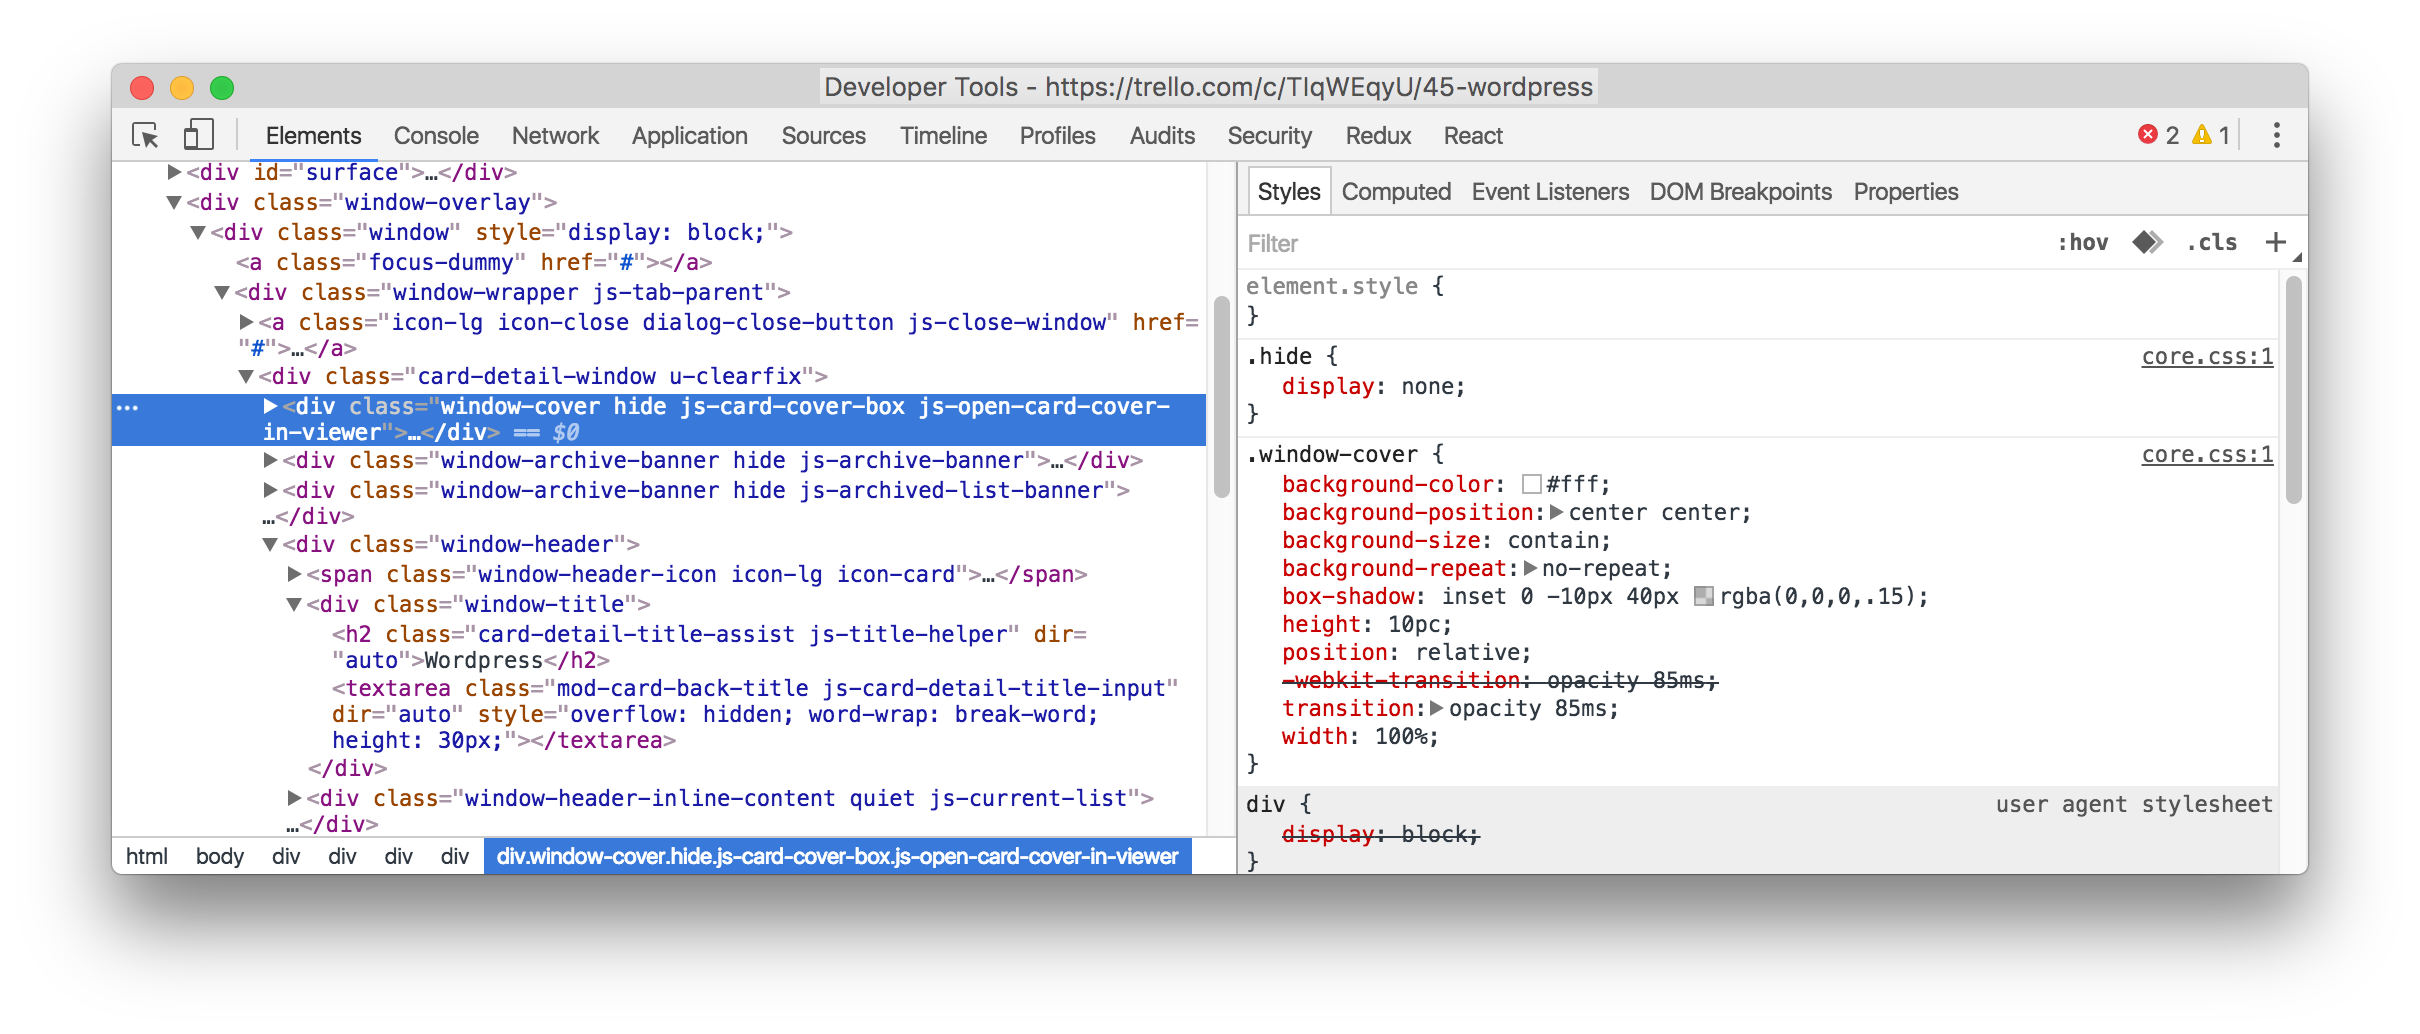 Developer Tools - https://trello.com/c/TIqWEqyU/45-wordpress
Elements Console Network Application Sources Timeline Profiles Audits Security Redux React 2 1
<div id="surface">…</div>
<div class="window-overlay">
<div class="window" style="display: block;">
<a class="focus-dummy" href="#"></a>
<div class="window-wrapper js-tab-parent">
<a class="icon-lg icon-close dialog-close-button js-close-window" href=
"#">…</a>
<div class="card-detail-window u-clearfix">
… <div class="window-cover hide js-card-cover-box js-open-card-cover-
in-viewer">…</div> == $0
<div class="window-archive-banner hide js-archive-banner">…</div>
<div class="window-archive-banner hide js-archived-list-banner">
…</div>
<div class="window-header">
<span class="window-header-icon icon-lg icon-card">…</span>
<div class="window-title">
<h2 class="card-detail-title-assist js-title-helper" dir=
"auto">Wordpress</h2>
<textarea class="mod-card-back-title js-card-detail-title-input"
dir="auto" style="overflow: hidden; word-wrap: break-word;
height: 30px;"></textarea>
</div>
<div class="window-header-inline-content quiet js-current-list">
…</div>
html body div div div div div.window-cover.hide.js-card-cover-box.js-open-card-cover-in-viewer
Styles Computed Event Listeners DOM Breakpoints Properties
Filter :hov .cls +
element.style {
}
.hide { core.css:1
display: none;
}
.window-cover { core.css:1
background-color: #fff;
background-position: center center;
background-size: contain;
background-repeat: no-repeat;
box-shadow: inset 0 -10px 40px rgba(0,0,0,.15);
height: 10pc;
position: relative;
-webkit-transition: opacity 85ms;
transition: opacity 85ms;
width: 100%;
}
div { user agent stylesheet
display: block;
}